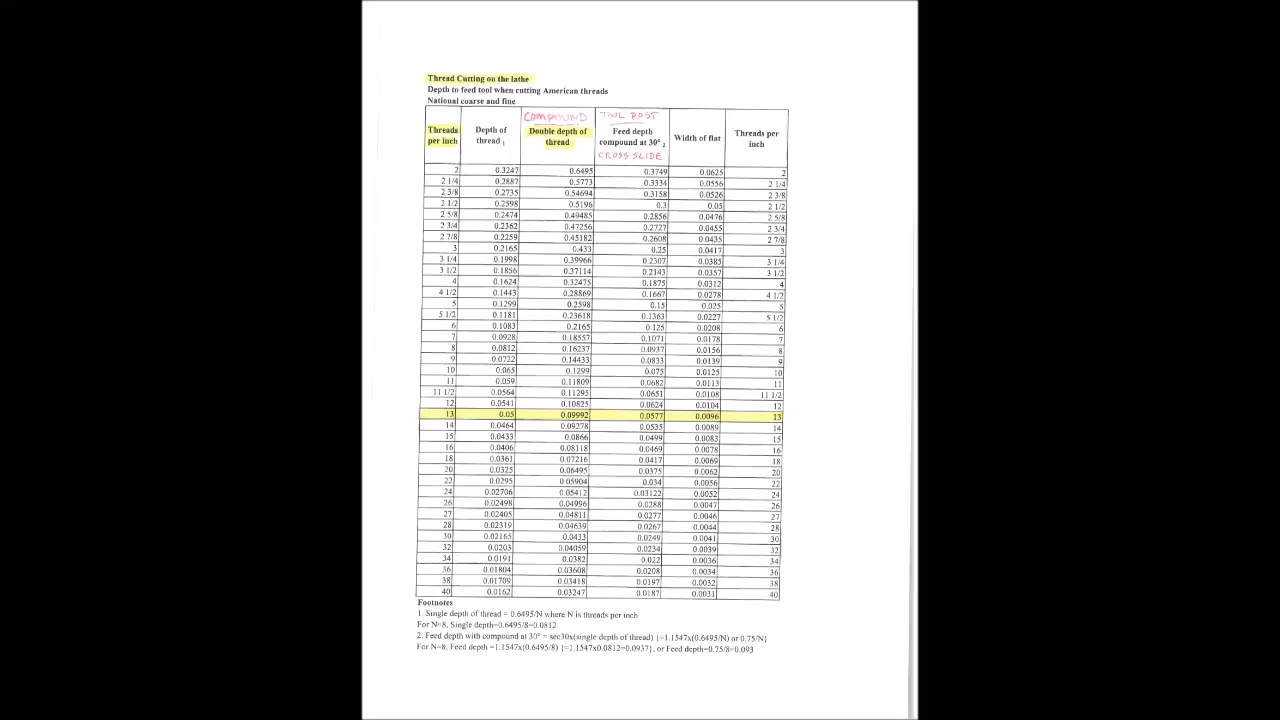 Thread Cutting on the lathe
Depth to feed tool when cutting American threads
National coarse and fine
COMPOUND TOOL POST
Threads per inch Depth of thread 1 Double depth of thread Feed depth compound at 30° 2 Width of flat Threads per inch
CROSS SLIDE
2 0.3247 0.6495 0.3749 0.0625 2
2 1/4 0.2887 0.5773 0.3334 0.0556 2 1/4
2 3/8 0.2735 0.54694 0.3158 0.0526 2 3/8
2 1/2 0.2598 0.5196 0.3 0.05 2 1/2
2 5/8 0.2474 0.49485 0.2856 0.0476 2 5/8
2 3/4 0.2362 0.47256 0.2727 0.0455 2 3/4
2 7/8 0.2259 0.45182 0.2608 0.0435 2 7/8
3 0.2165 0.433 0.25 0.0417 3
3 1/4 0.1998 0.39966 0.2307 0.0385 3 1/4
3 1/2 0.1856 0.37114 0.2143 0.0357 3 1/2
4 0.1624 0.32475 0.1875 0.0312 4
4 1/2 0.1443 0.28869 0.1667 0.0278 4 1/2
5 0.1299 0.2598 0.15 0.025 5
5 1/2 0.1181 0.23618 0.1363 0.0227 5 1/2
6 0.1083 0.2165 0.125 0.0208 6
7 0.0928 0.18557 0.1071 0.0178 7
8 0.0812 0.16237 0.0937 0.0156 8
9 0.0722 0.14433 0.0833 0.0139 9
10 0.065 0.1299 0.075 0.0125 10
11 0.059 0.11809 0.0682 0.0113 11
11 1/2 0.0564 0.11295 0.0651 0.0108 11 1/2
12 0.0541 0.10825 0.0624 0.0104 12
13 0.05 0.09992 0.0577 0.0096 13
14 0.0464 0.09278 0.0535 0.0089 14
15 0.0433 0.0866 0.0499 0.0083 15
16 0.0406 0.08118 0.0469 0.0078 16
18 0.0361 0.07216 0.0417 0.0069 18
20 0.0325 0.06495 0.0375 0.0062 20
22 0.0295 0.05904 0.034 0.0056 22
24 0.02706 0.05412 0.03122 0.0052 24
26 0.02498 0.04996 0.0288 0.0047 26
27 0.02405 0.04811 0.0277 0.0046 27
28 0.02319 0.04639 0.0267 0.0044 28
30 0.02165 0.0433 0.0249 0.0041 30
32 0.0203 0.04059 0.0234 0.0039 32
34 0.0191 0.0382 0.022 0.0036 34
36 0.01804 0.03608 0.0208 0.0034 36
38 0.01709 0.03418 0.0197 0.0032 38
40 0.0162 0.03247 0.0187 0.0031 40
Footnotes
1. Single depth of thread = 0.6495/N where N is threads per inch
For N=8, Single depth=0.6495/8=0.0812
2. Feed depth with compound at 30° = sec30x(single depth of thread) {=1.1547x(0.6495/N) or 0.75/N}
For N=8, Feed depth =1.1547x{0.6495/8) {=1.1547x0.0812=0.0937}, or Feed depth=0.75/8=0.093